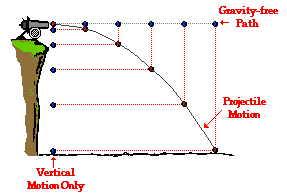 Gravity-free
Path
Projectile
Motion
Vertical
Motion Only